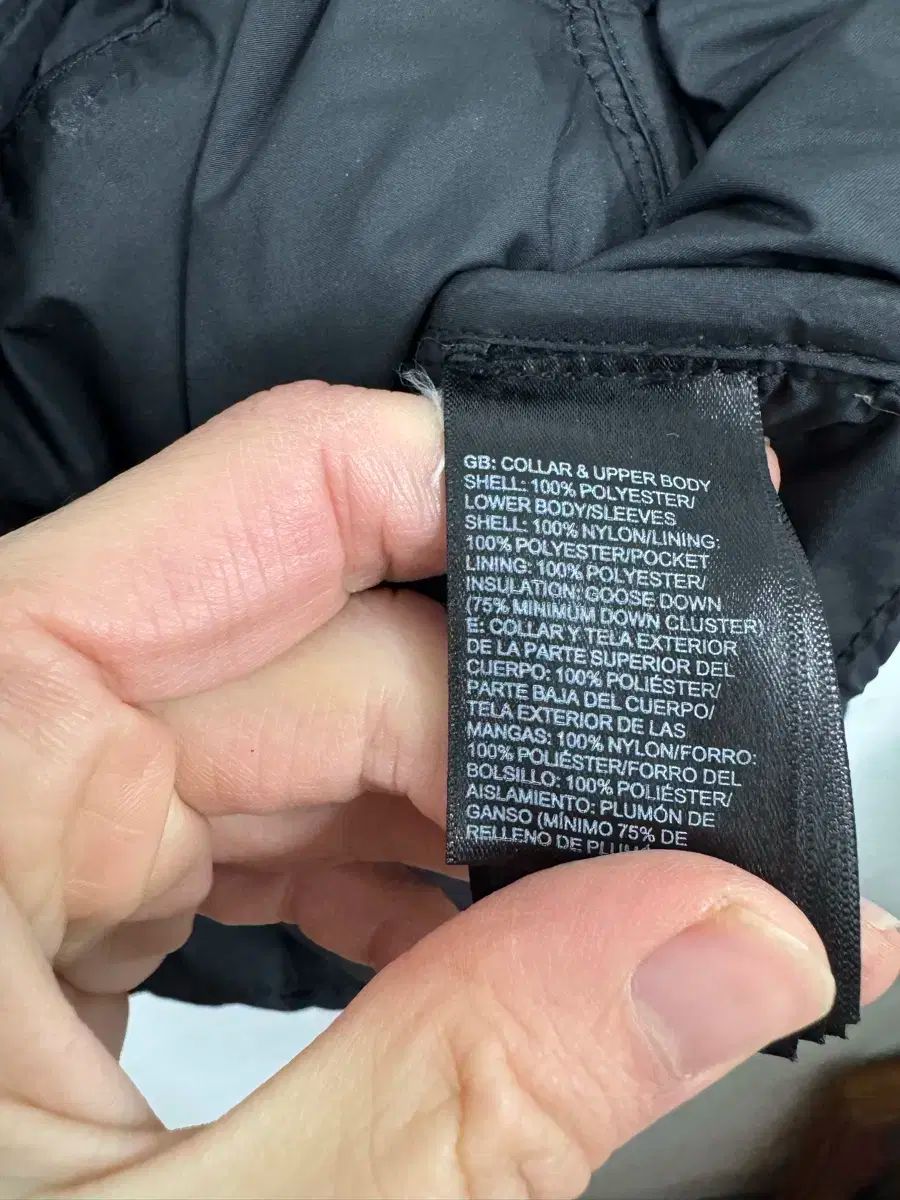 GB: COLLAR & UPPER BODY
SHELL: 100% POLYESTER/
LOWER BODY/SLEEVES
SHELL: 100% NYLON/LINING:
100% POLYESTER/POCKET
LINING: 100% POLYESTER/
INSULATION: GOOSE DOWN
(75% MINIMUM DOWN CLUSTER)
E: COLLAR Y TELA EXTERIOR
DE LA PARTE SUPERIOR DEL
CUERPO: 100% POLIÉSTER/
PARTE BAJA DEL CUERPO/
TELA EXTERIOR DE LAS
MANGAS: 100% NYLON/FORRO:
100% POLIÉSTER/FORRO DEL
BOLSILLO: 100% POLIÉSTER/
AISLAMIENTO: PLUMÓN DE
GANSO (MÍNIMO 75% DE
RELLENO DE